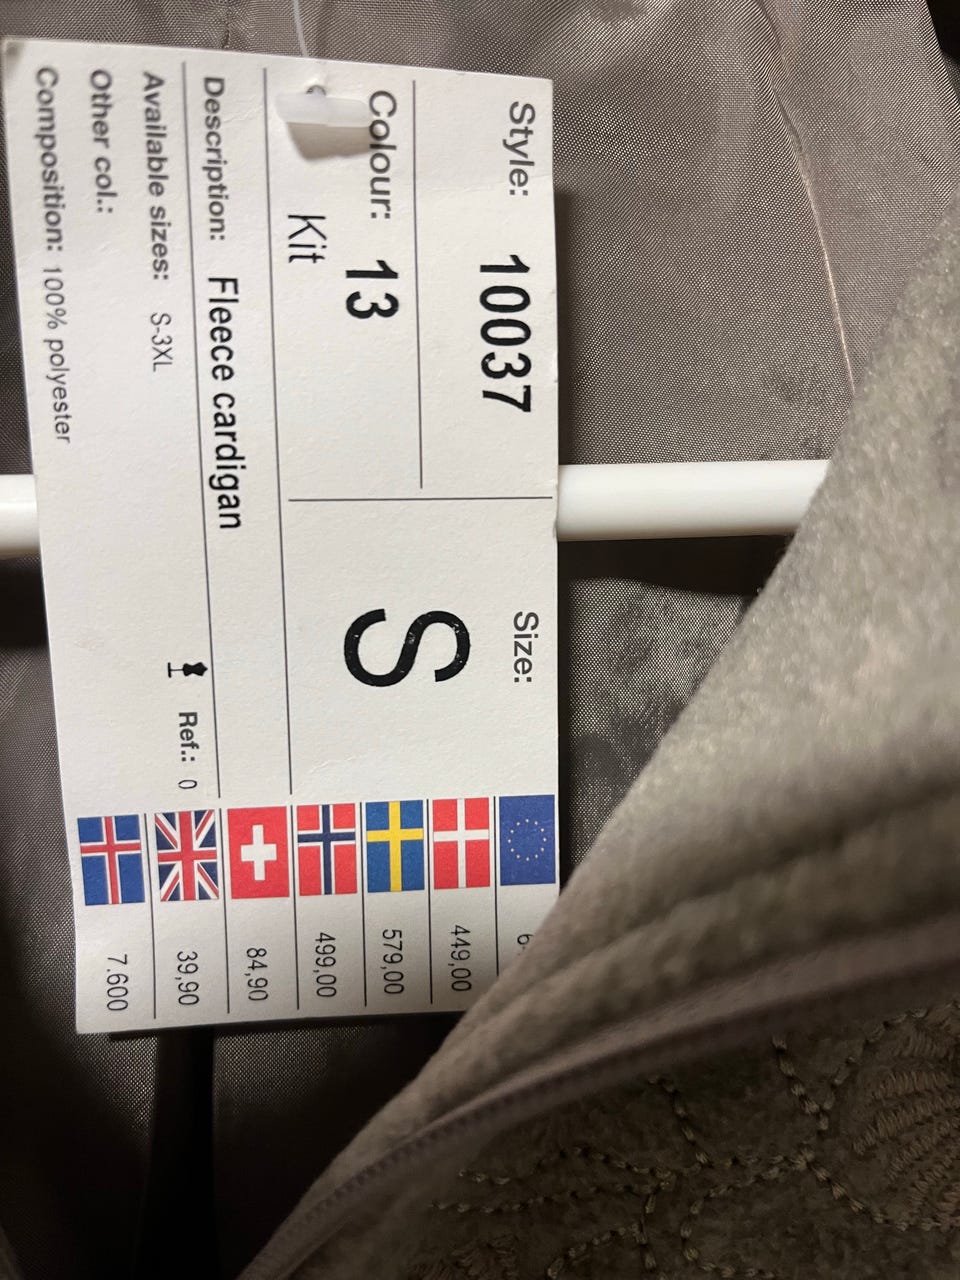 Style: 10037
Size:
S
Colour: 13
Kit
Description: Fleece cardigan
Available sizes: S-3XL
Ref.: 0
Other col.:
Composition: 100% polyester
449,00
579,00
499,00
84,90
39,90
7.600